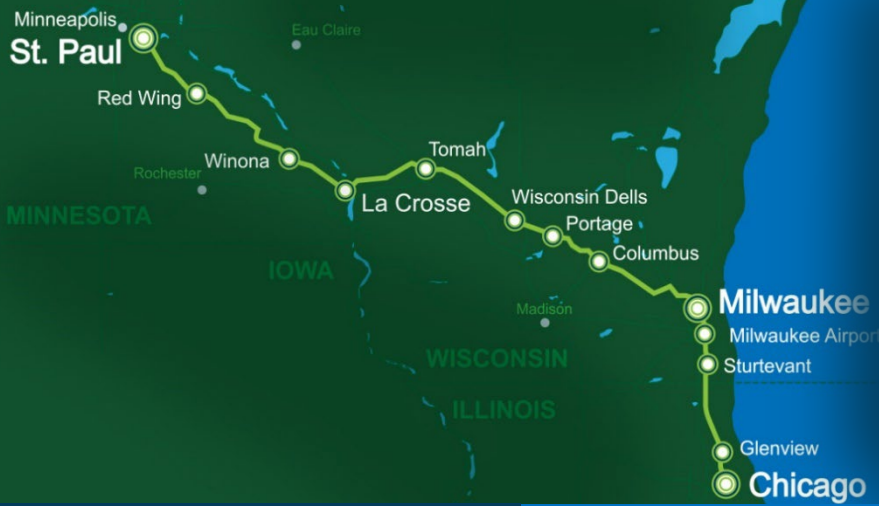 Minneapolis
St. Paul
Eau Claire
Red Wing
Tomah
Winona
Rochester
La Crosse
Wisconsin Dells
MINNESOTA
Portage
Columbus
IOWA
Milwaukee
Madison
Milwaukee Airport
WISCONSIN
Sturtevant
ILLINOIS
Glenview
Chicago